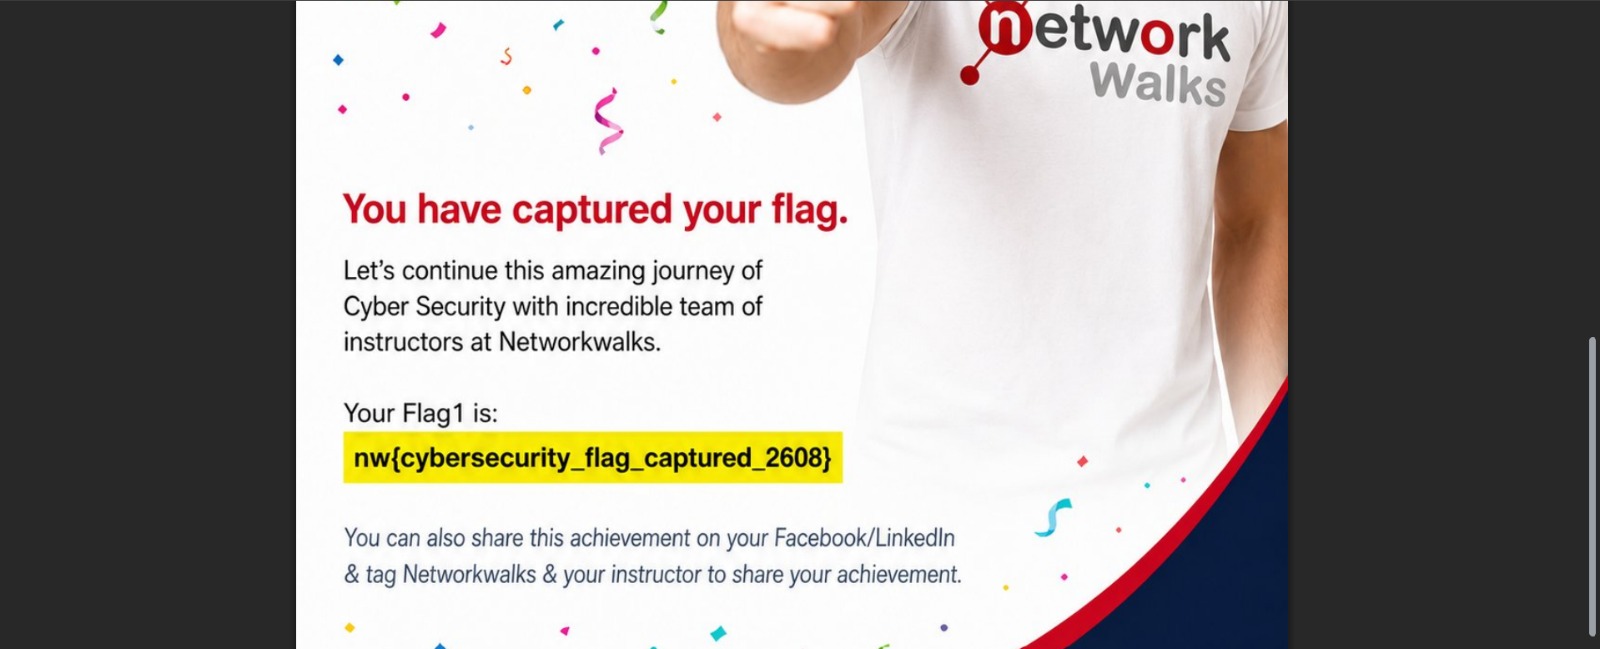 network
Walks
You have captured your flag.
Let’s continue this amazing journey of
Cyber Security with incredible team of
instructors at Networkwalks.
Your Flag1 is:
nw{cybersecurity_flag_captured_2608}
You can also share this achievement on your Facebook/LinkedIn
& tag Networkwalks & your instructor to share your achievement.